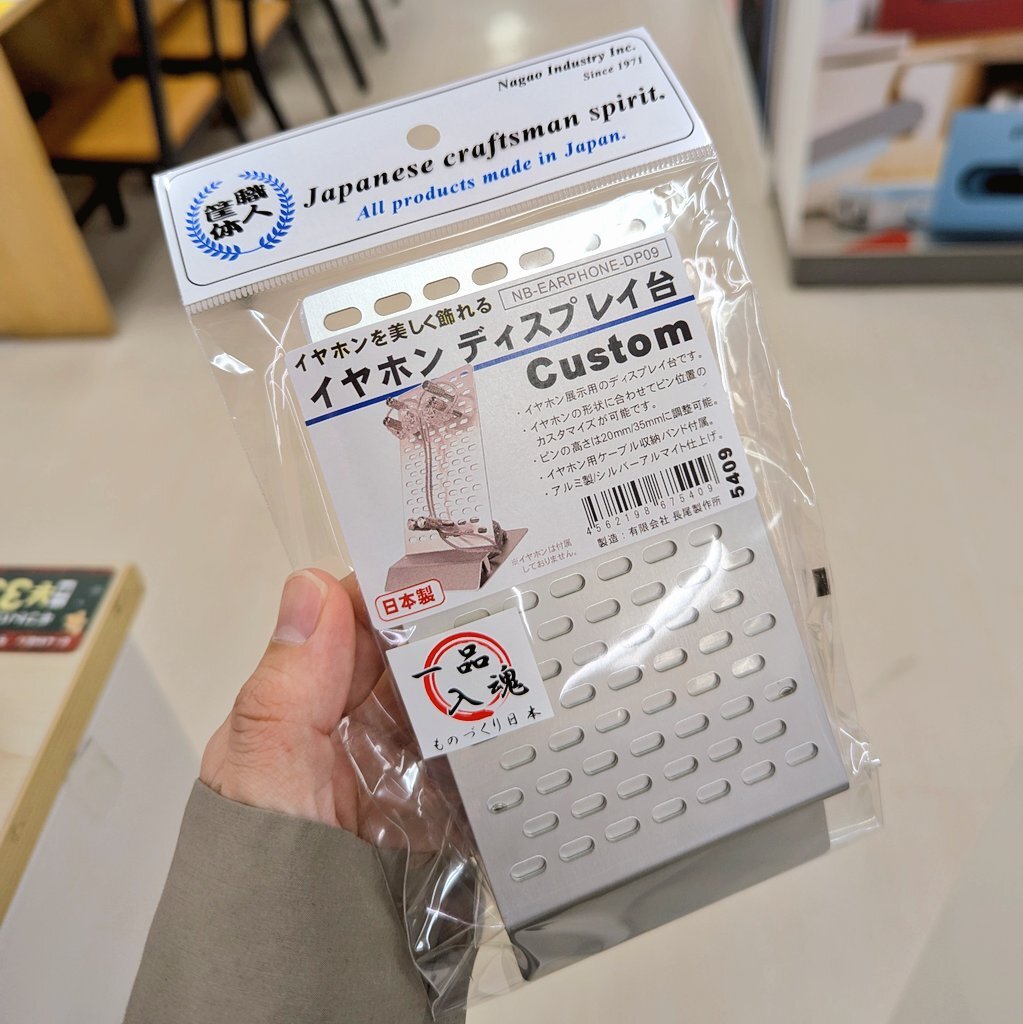 Nagao Industry Inc.
Since 1971
職人
筐体
Japanese craftsman spirit.
All products made in Japan.
NB-EARPHONE-DP09
イヤホンを美しく飾れる
イヤホン ディスプレイ台
Custom
・イヤホン展示用のディスプレイ台です。
・イヤホンの形状に合わせてピン位置の
カスタマイズが可能です。
・ピンの高さは20mm/35mmに調整可能。
・イヤホン用ケーブル収納バンド付属。
・アルミ製/シルバーアルマイト仕上げ。
5409
4562198675409
製造：有限会社 長尾製作所
※イヤホンは付属
しておりません。
日本製
一品
入魂
ものづくり日本